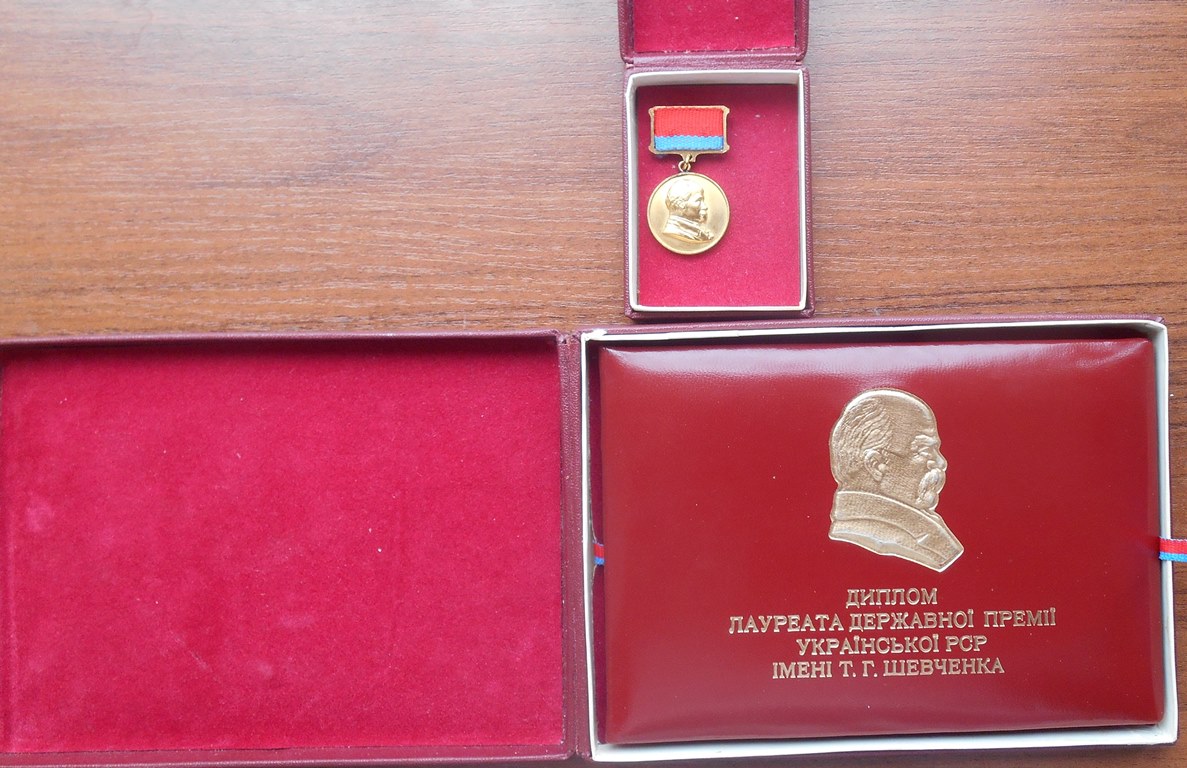 ДИПЛОМ
ЛАУРЕАТА ДЕРЖАВНОЇ ПРЕМІЇ
УКРАЇНСЬКОЇ РСР
ІМЕНІ Т. Г. ШЕВЧЕНКА